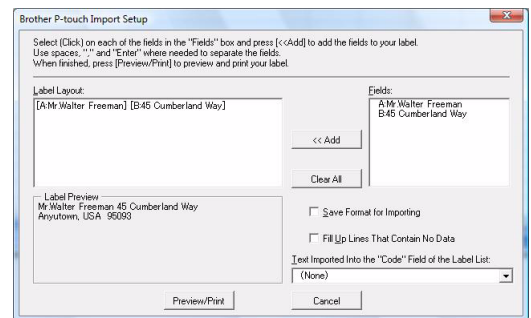 Brother P-touch Import Setup
Select (Click) on each of the fields in the "Fields" box and press [<<Add] to add the fields to your label.
Use spaces, "," and "Enter" where needed to separate the fields.
When finished, press [Preview/Print] to preview and print your label.
Label Layout:
[A:Mr.Walter Freeman] [B:45 Cumberland Way]
Fields:
A:Mr.Walter Freeman
B:45 Cumberland Way
<< Add
Clear All
Label Preview
Mr.Walter Freeman 45 Cumberland Way
Anyutown, USA 95093
Save Format for Importing
Fill Up Lines That Contain No Data
Text Imported Into the "Code" Field of the Label List:
(None)
Preview/Print
Cancel